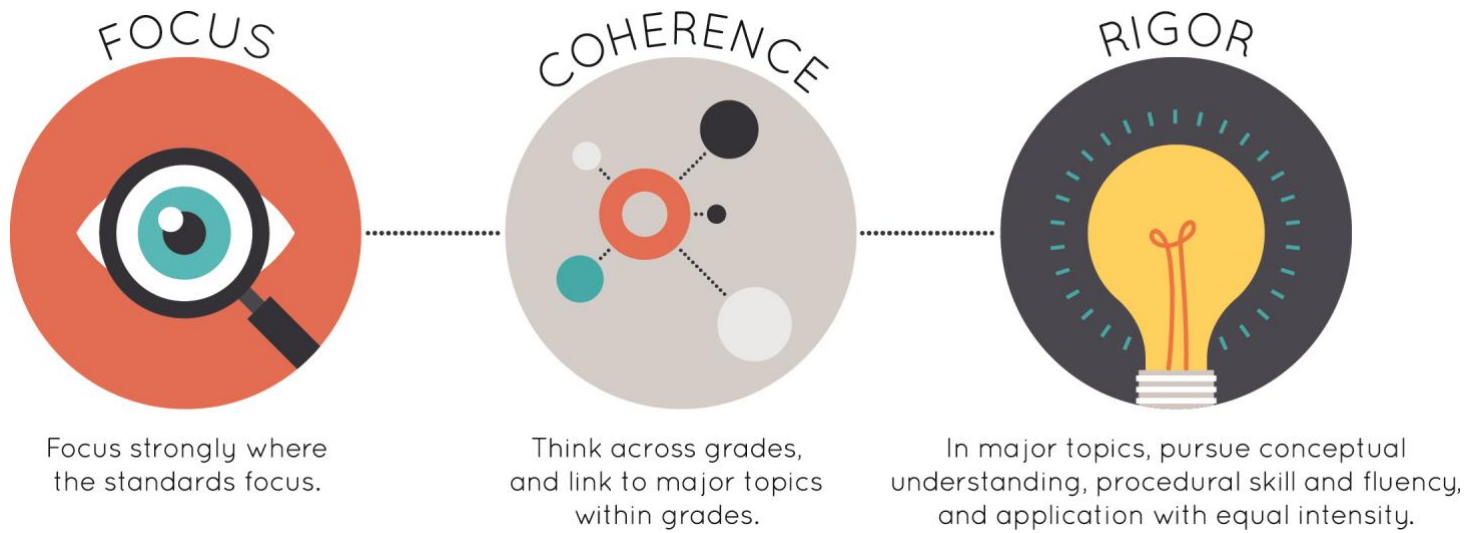 FOCUS
Focus strongly where
the standards focus.
COHERENCE
Think across grades,
and link to major topics
within grades.
RIGOR
In major topics, pursue conceptual
understanding, procedural skill and fluency,
and application with equal intensity.